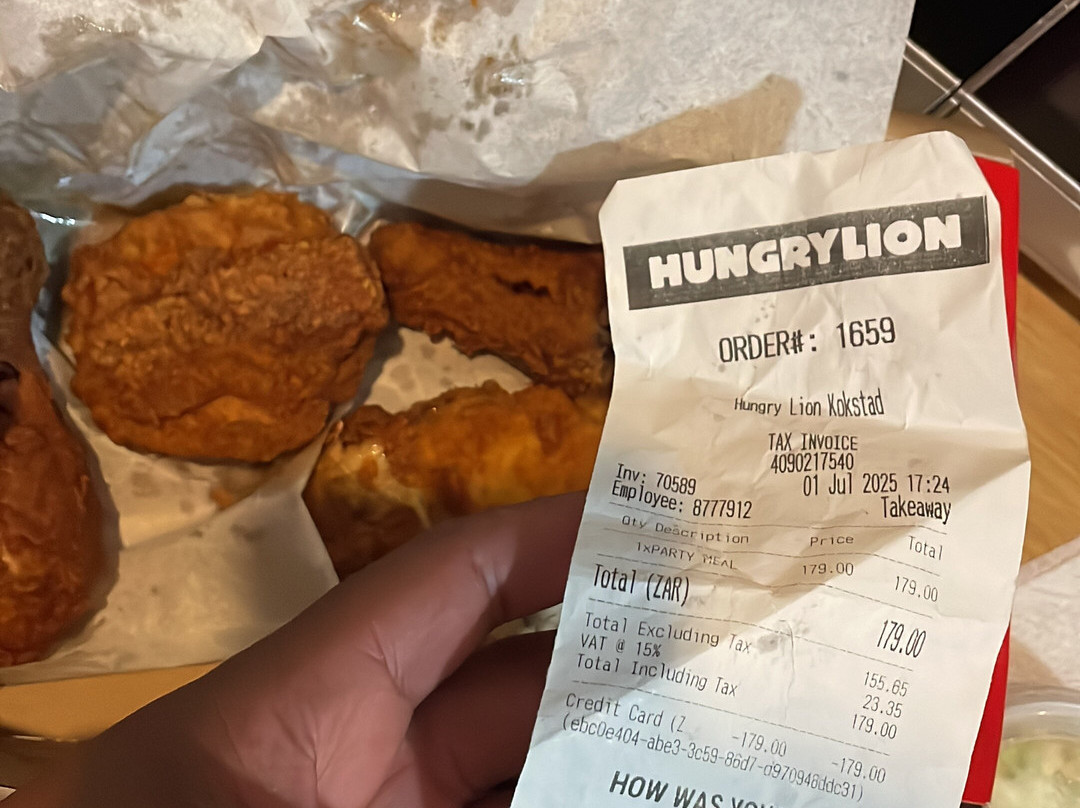 HUNGRYLION
ORDER#: 1659
Hungry Lion Kokstad
TAX INVOICE
4090217540
Inv: 70589 01 Jul 2025 17:24
Employee: 8777912 Takeaway
Qty Description Price Total
1xPARTY MEAL 179.00 179.00
Total (ZAR) 179.00
Total Excluding Tax 155.65
VAT @ 15% 23.35
Total Including Tax 179.00
Credit Card (Z -179.00 -179.00
(ebc0e404-abe3-3c59-86d7-d970948ddc31)
HOW WAS YOU